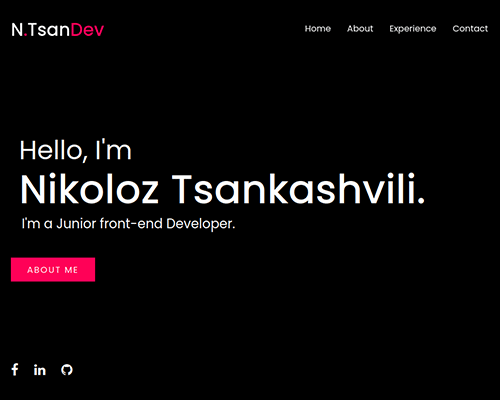 N.TsanDev
Home About Experience Contact
Hello, I'm
Nikoloz Tsankashvili.
I'm a Junior front-end Developer.
ABOUT ME